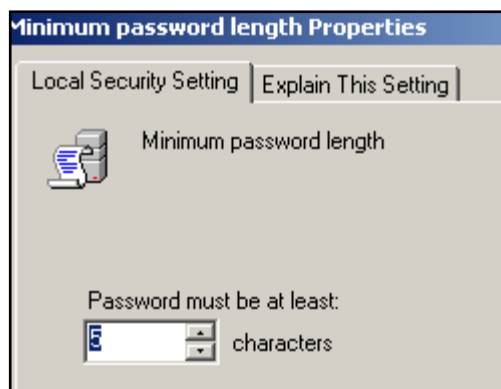 Minimum password length Properties
Local Security Setting
Explain This Setting
Minimum password length
Password must be at least:
characters